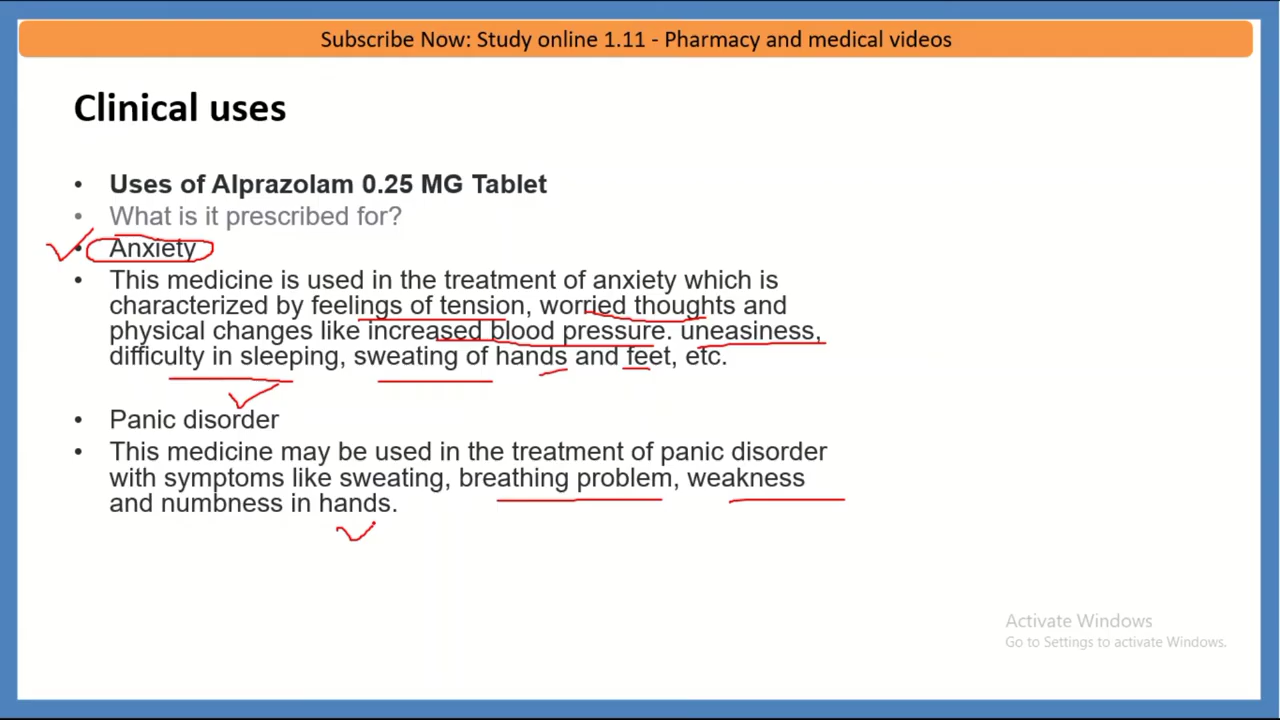 Subscribe Now: Study online 1.11 - Pharmacy and medical videos
Clinical uses
• Uses of Alprazolam 0.25 MG Tablet
• What is it prescribed for?
• Anxiety
• This medicine is used in the treatment of anxiety which is
characterized by feelings of tension, worried thoughts and
physical changes like increased blood pressure. uneasiness,
difficulty in sleeping, sweating of hands and feet, etc.
• Panic disorder
• This medicine may be used in the treatment of panic disorder
with symptoms like sweating, breathing problem, weakness
and numbness in hands.
Activate Windows
Go to Settings to activate Windows.